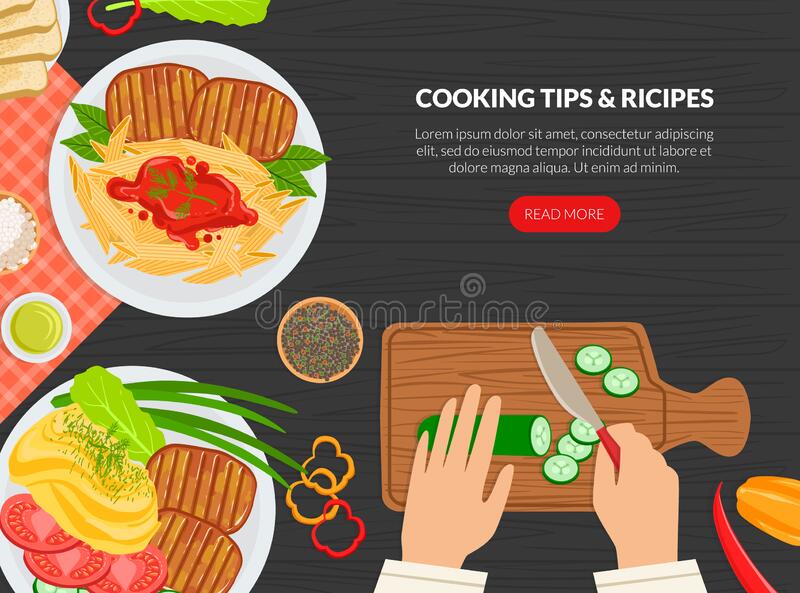 COOKING TIPS & RICIPES
Lorem ipsum dolor sit amet, consectetur adipiscing
elit, sed do eiusmod tempor incididunt ut labore et
dolore magna aliqua. Ut enim ad minim.
READ MORE
dreamstime